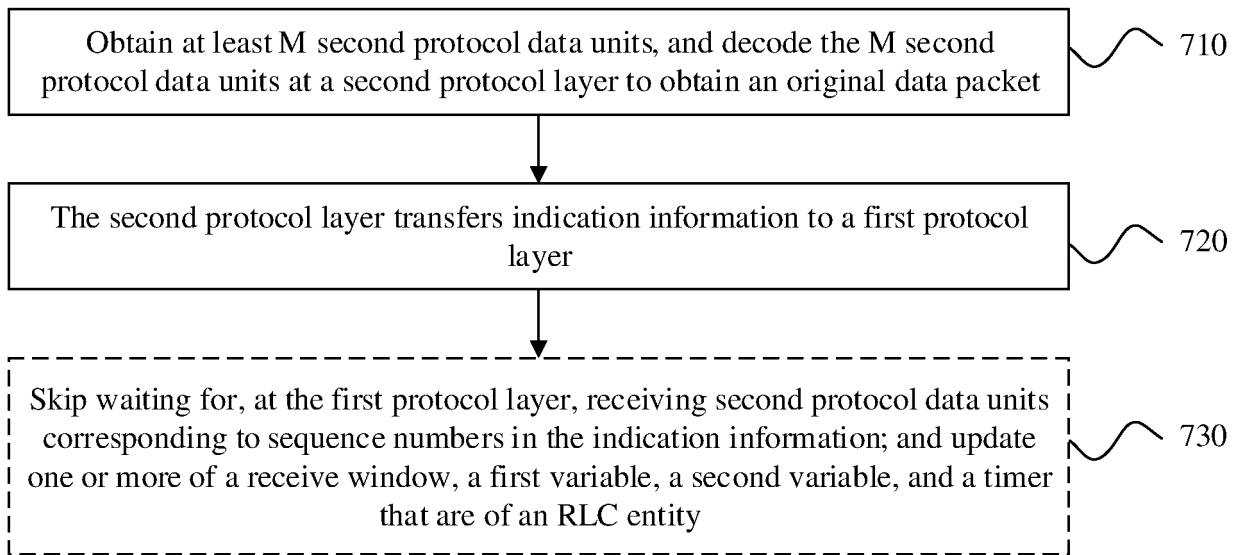 Obtain at least M second protocol data units, and decode the M second
protocol data units at a second protocol layer to obtain an original data packet
710
The second protocol layer transfers indication information to a first protocol
layer
720
Skip waiting for, at the first protocol layer, receiving second protocol data units
corresponding to sequence numbers in the indication information; and update
one or more of a receive window, a first variable, a second variable, and a timer
that are of an RLC entity
730